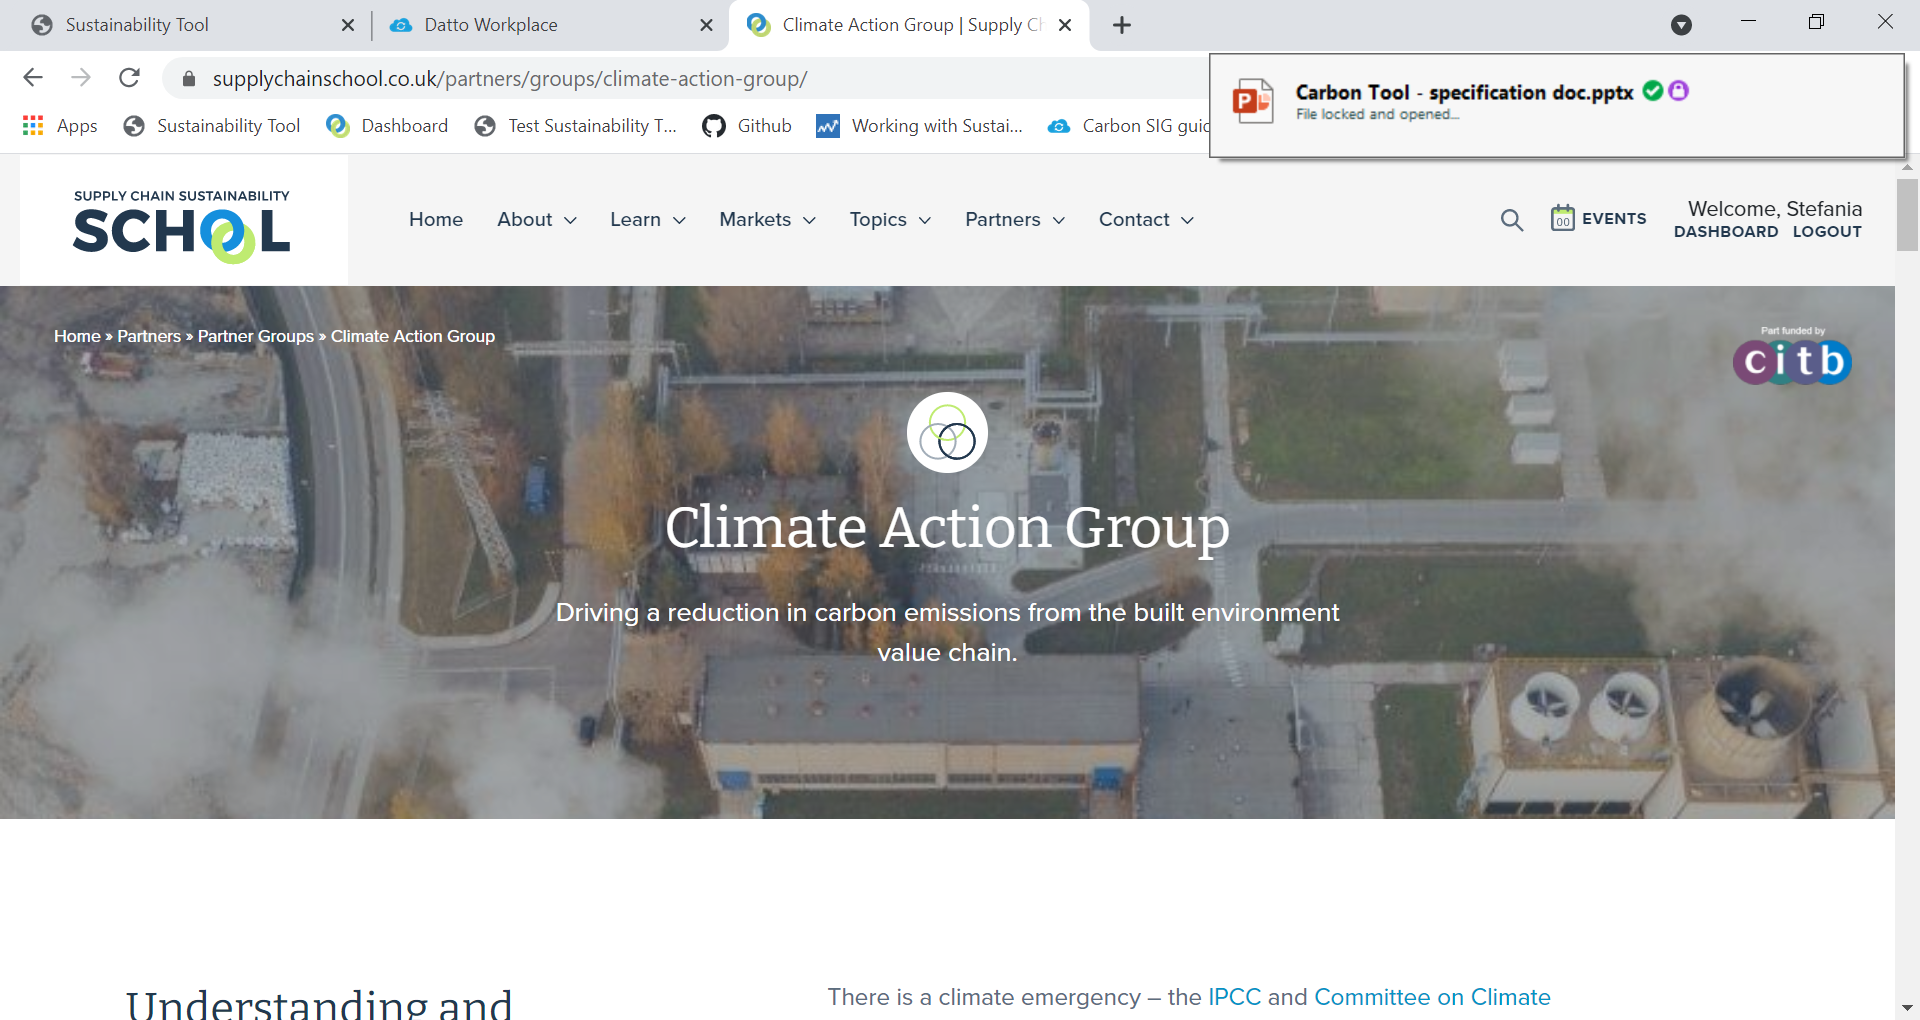 Sustainability Tool
Datto Workplace
Climate Action Group | Supply Ch
supplychainschool.co.uk/partners/groups/climate-action-group/
Carbon Tool - specification doc.pptx
File locked and opened...
Apps
Sustainability Tool
Dashboard
Test Sustainability T...
Github
Working with Sustai...
Carbon SIG guid
SUPPLY CHAIN SUSTAINABILITY
SCHOOL
Home
About
Learn
Markets
Topics
Partners
Contact
00
EVENTS
Welcome, Stefania
DASHBOARD LOGOUT
Home » Partners » Partner Groups » Climate Action Group
Part funded by
citb
Climate Action Group
Driving a reduction in carbon emissions from the built environment
value chain.
Understanding and
There is a climate emergency – the IPCC and Committee on Climate